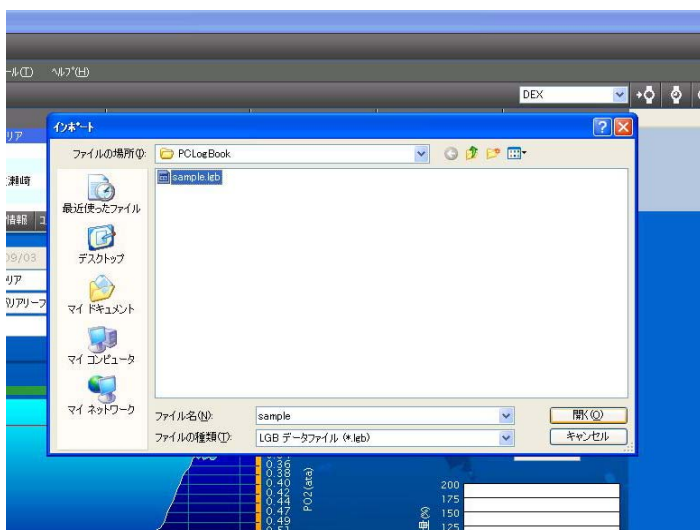 ール(T) ヘルプ(H)
DEX
インポート
リア
ファイルの場所(I):
PCLogBook
sample.lgb
瀬崎
最近使ったファイル
情報
デスクトップ
09/03
リア
バリアリーフ
マイ ドキュメント
マイ コンピュータ
マイ ネットワーク
ファイル名(N):
sample
開く(O)
ファイルの種類(T):
LGB データファイル (*.lgb)
キャンセル
0.36
0.38
0.40
0.42
0.44
0.47
0.49
PO2(ata)
200
175
150
125
量(%)